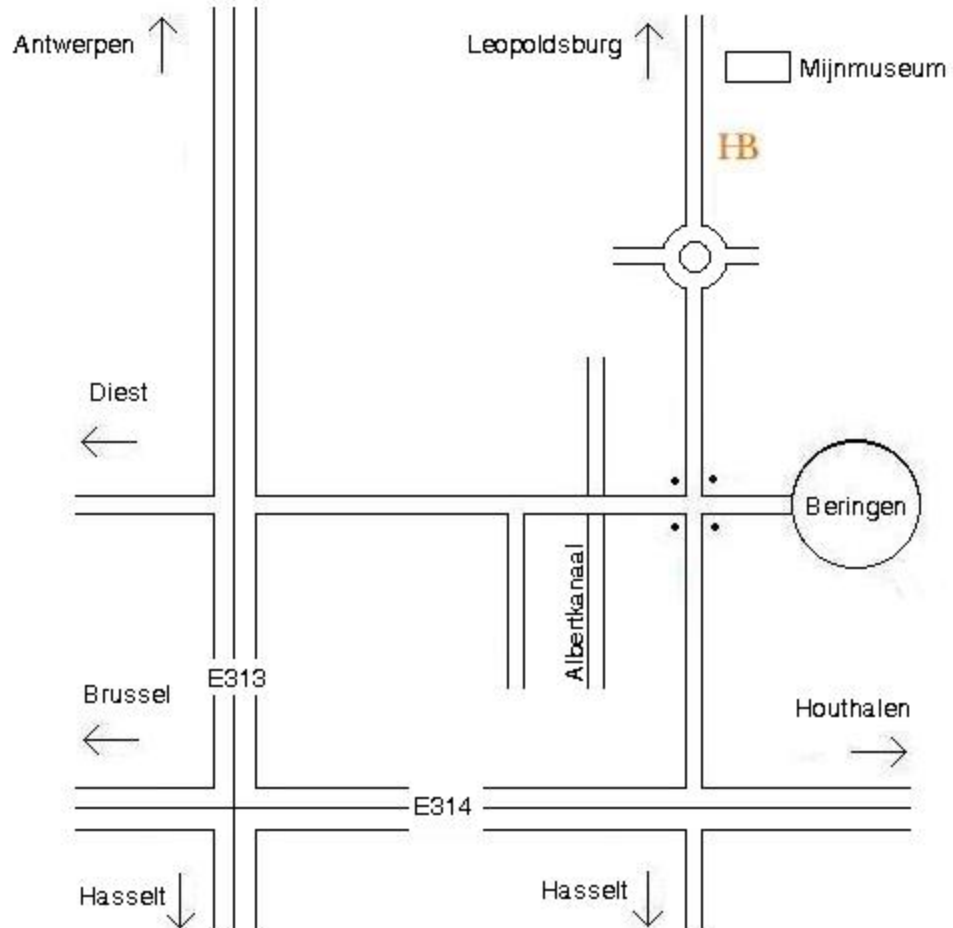 Antwerpen
Leopoldsburg
Mijnmuseum
HB
Diest
Beringen
Albertkanaal
E313
Brussel
Houthalen
E314
Hasselt
Hasselt